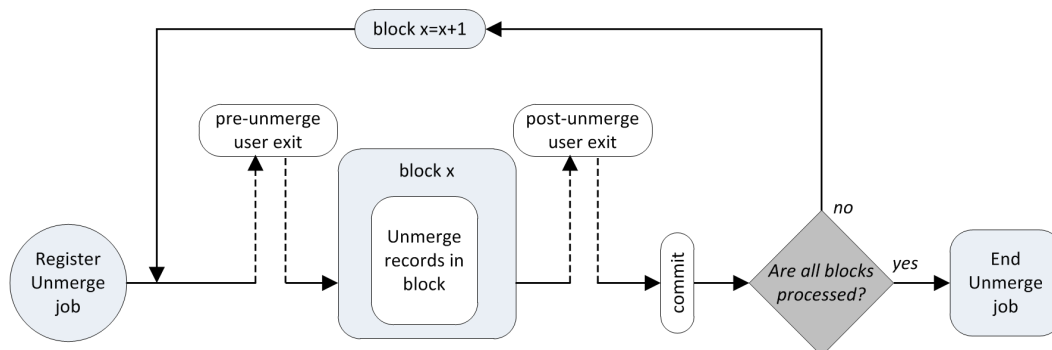 block x=x+1
pre-unmerge
user exit
post-unmerge
user exit
block x
Unmerge
records in
block
Register
Unmerge
job
commit
Are all blocks
processed?
no
yes
End
Unmerge
job